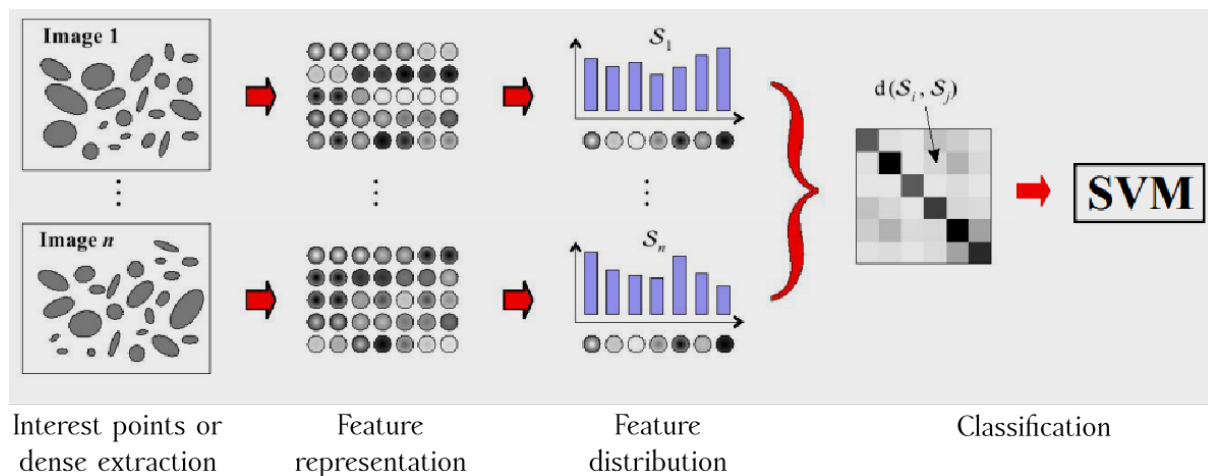 Image 1
S₁
d(Sᵢ, Sⱼ)
SVM
Image n
Sₙ
Interest points or
dense extraction
Feature
representation
Feature
distribution
Classification